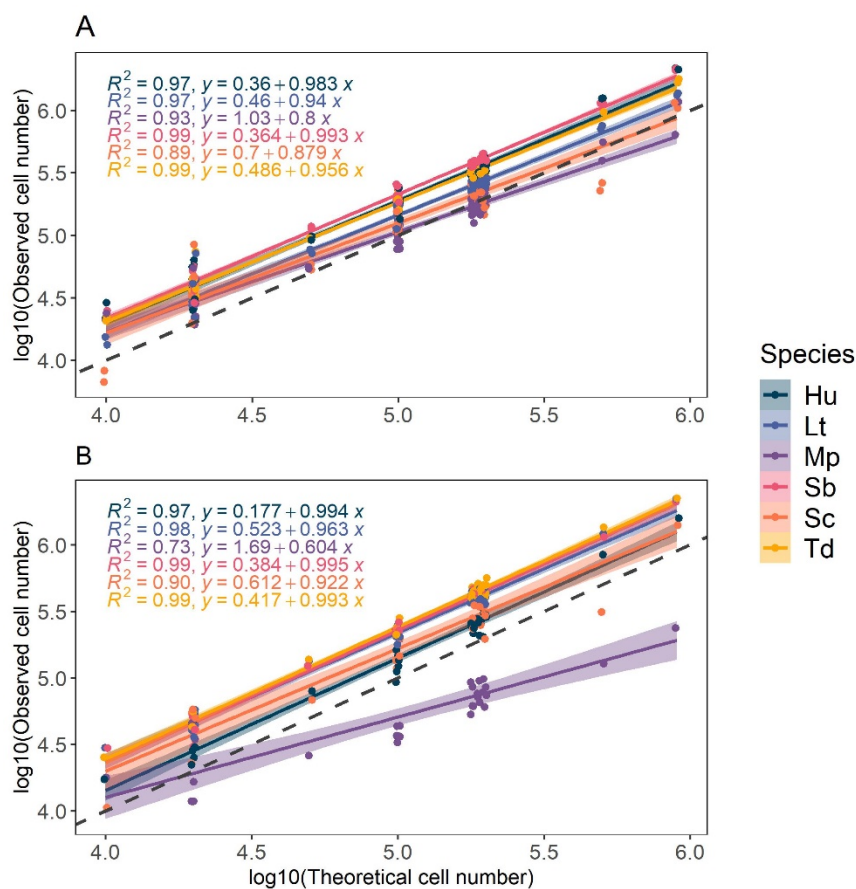 A
R² = 0.97, y = 0.36 + 0.983 x
R² = 0.97, y = 0.46 + 0.94 x
R² = 0.93, y = 1.03 + 0.8 x
R² = 0.99, y = 0.364 + 0.993 x
R² = 0.89, y = 0.7 + 0.879 x
R² = 0.99, y = 0.486 + 0.956 x
log10(Observed cell number)
6.0
5.5
5.0
4.5
4.0
4.0 4.5 5.0 5.5 6.0
B
R² = 0.97, y = 0.177 + 0.994 x
R² = 0.98, y = 0.523 + 0.963 x
R² = 0.73, y = 1.69 + 0.604 x
R² = 0.99, y = 0.384 + 0.995 x
R² = 0.90, y = 0.612 + 0.922 x
R² = 0.99, y = 0.417 + 0.993 x
log10(Observed cell number)
6.0
5.5
5.0
4.5
4.0
4.0 4.5 5.0 5.5 6.0
log10(Theoretical cell number)
Species
Hu
Lt
Mp
Sb
Sc
Td